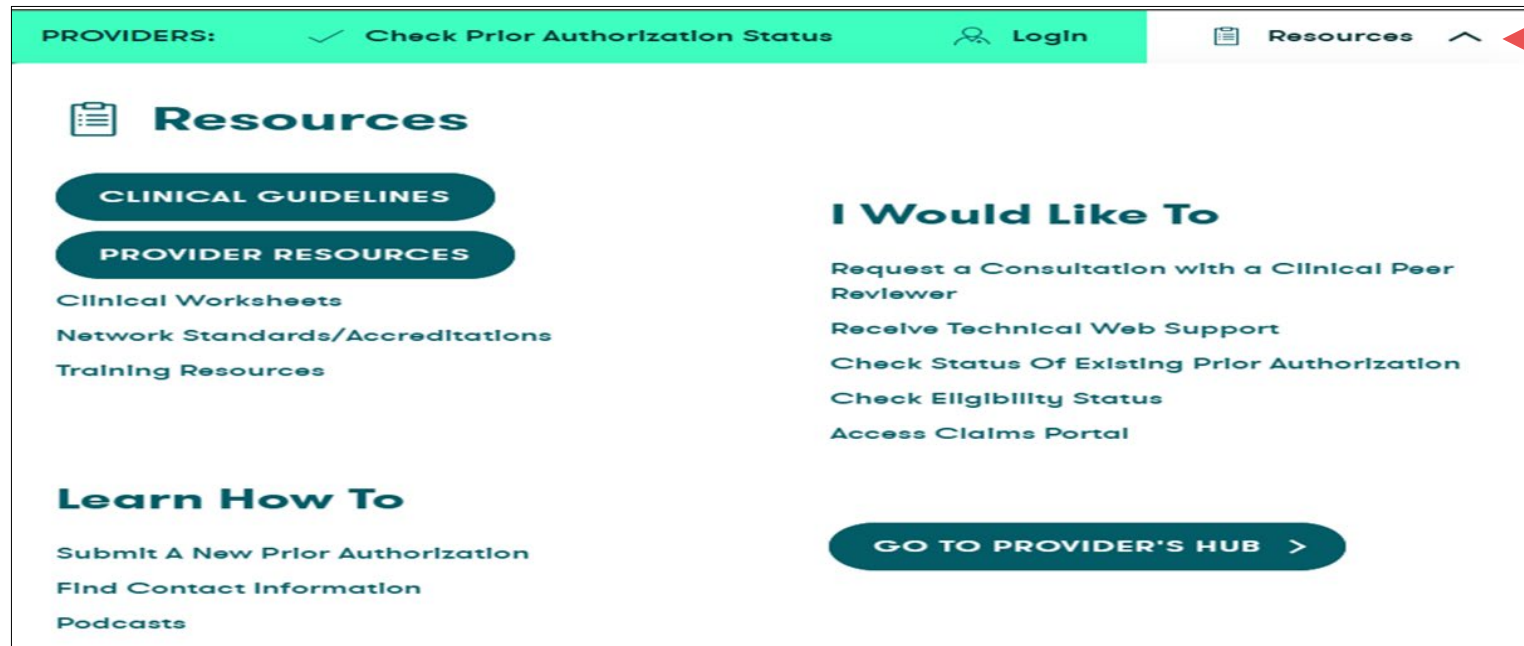 PROVIDERS: Check Prior Authorization Status Login Resources
Resources
CLINICAL GUIDELINES
PROVIDER RESOURCES
Clinical Worksheets
Network Standards/Accreditations
Training Resources
I Would Like To
Request a Consultation with a Clinical Peer
Reviewer
Receive Technical Web Support
Check Status Of Existing Prior Authorization
Check Eligibility Status
Access Claims Portal
Learn How To
Submit A New Prior Authorization
Find Contact Information
Podcasts
GO TO PROVIDER'S HUB >